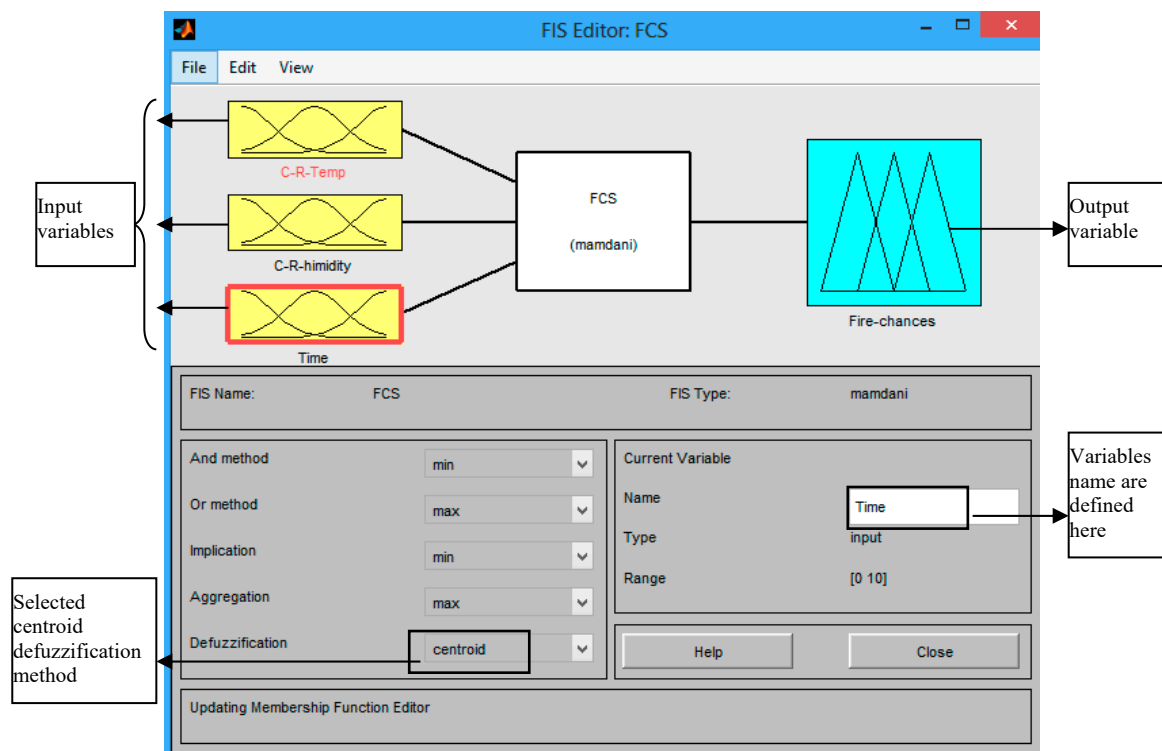 FIS Editor: FCS
File Edit View
C-R-Temp
C-R-himidity
Time
FCS
(mamdani)
Fire-chances
Input
variables
Output
variable
FIS Name: FCS FIS Type: mamdani
And method min
Or method max
Implication min
Aggregation max
Defuzzification centroid
Current Variable
Name Time
Type input
Range [0 10]
Help Close
Updating Membership Function Editor
Variables
name are
defined
here
Selected
centroid
defuzzification
method